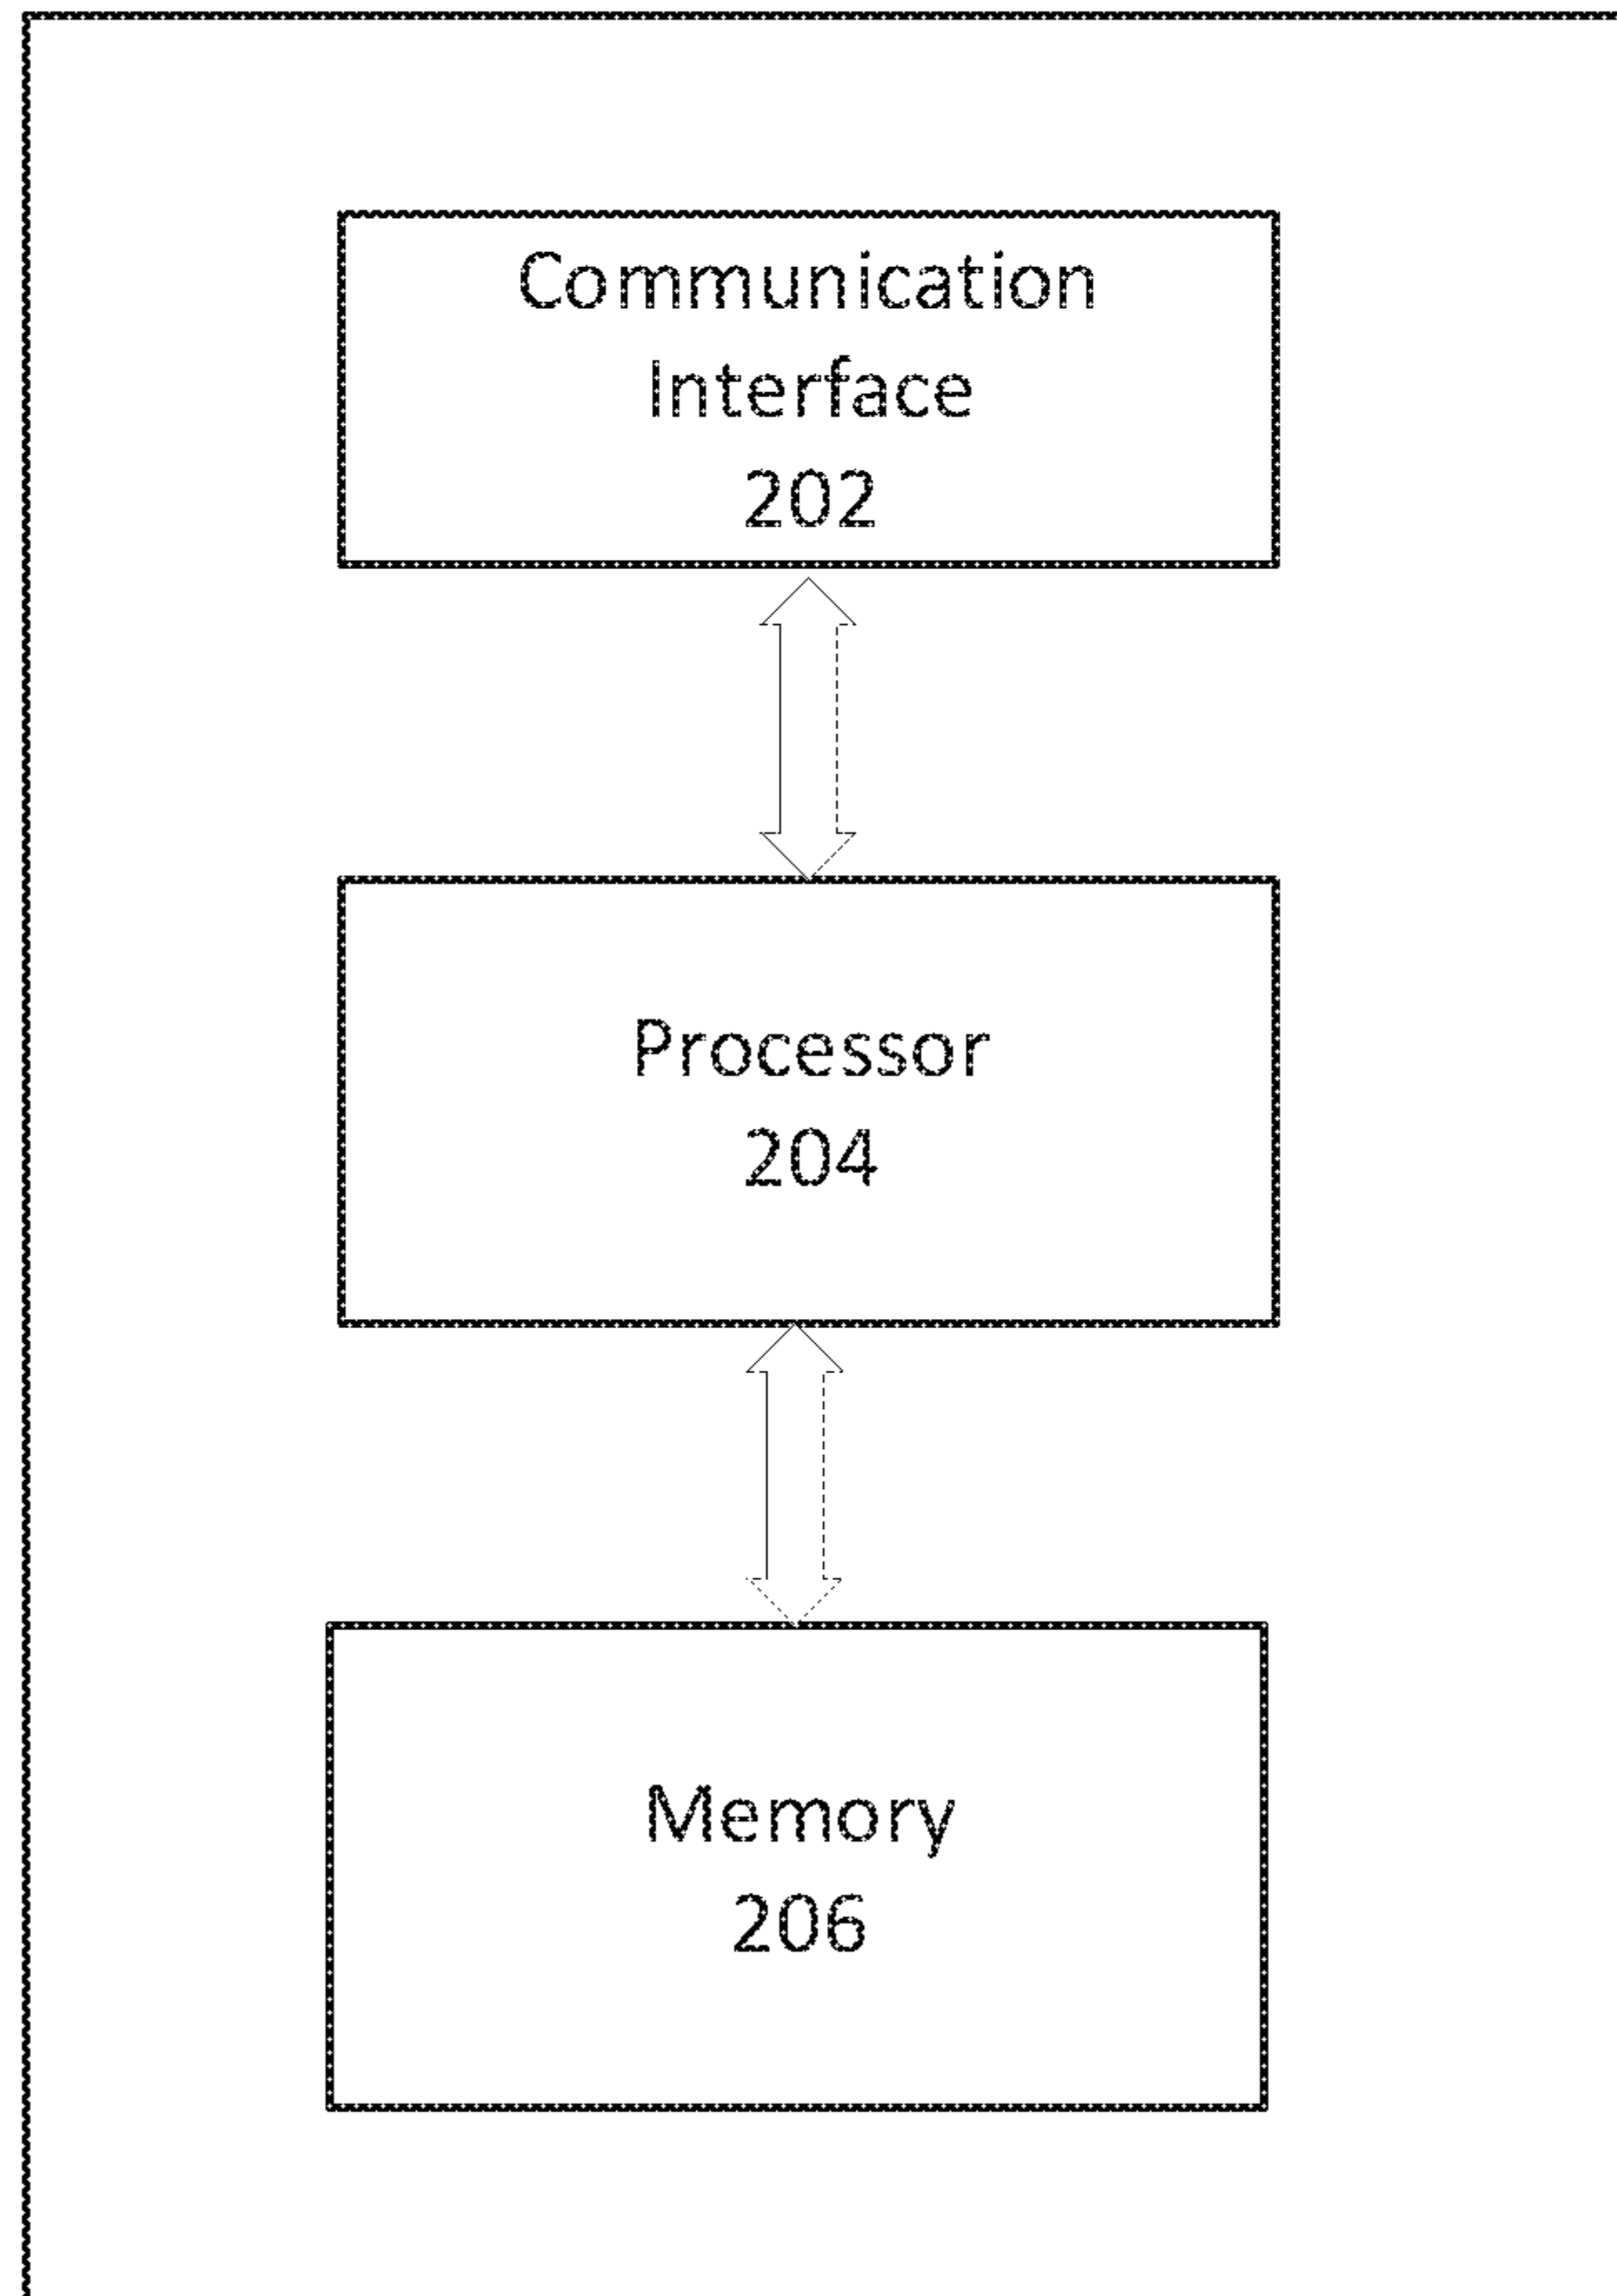 Communication
Interface
202
Processor
204
Memory
206